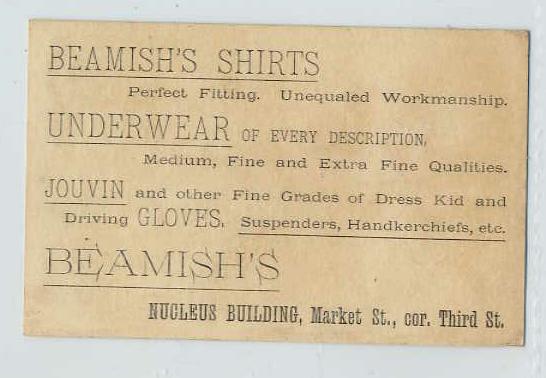 BEAMISH'S SHIRTS
Perfect Fitting. Unequaled Workmanship.
UNDERWEAR OF EVERY DESCRIPTION,
Medium, Fine and Extra Fine Qualities.
JOUVIN and other Fine Grades of Dress Kid and
Driving GLOVES, Suspenders, Handkerchiefs, etc.
BEAMISH'S
NUCLEUS BUILDING, Market St., cor. Third St.